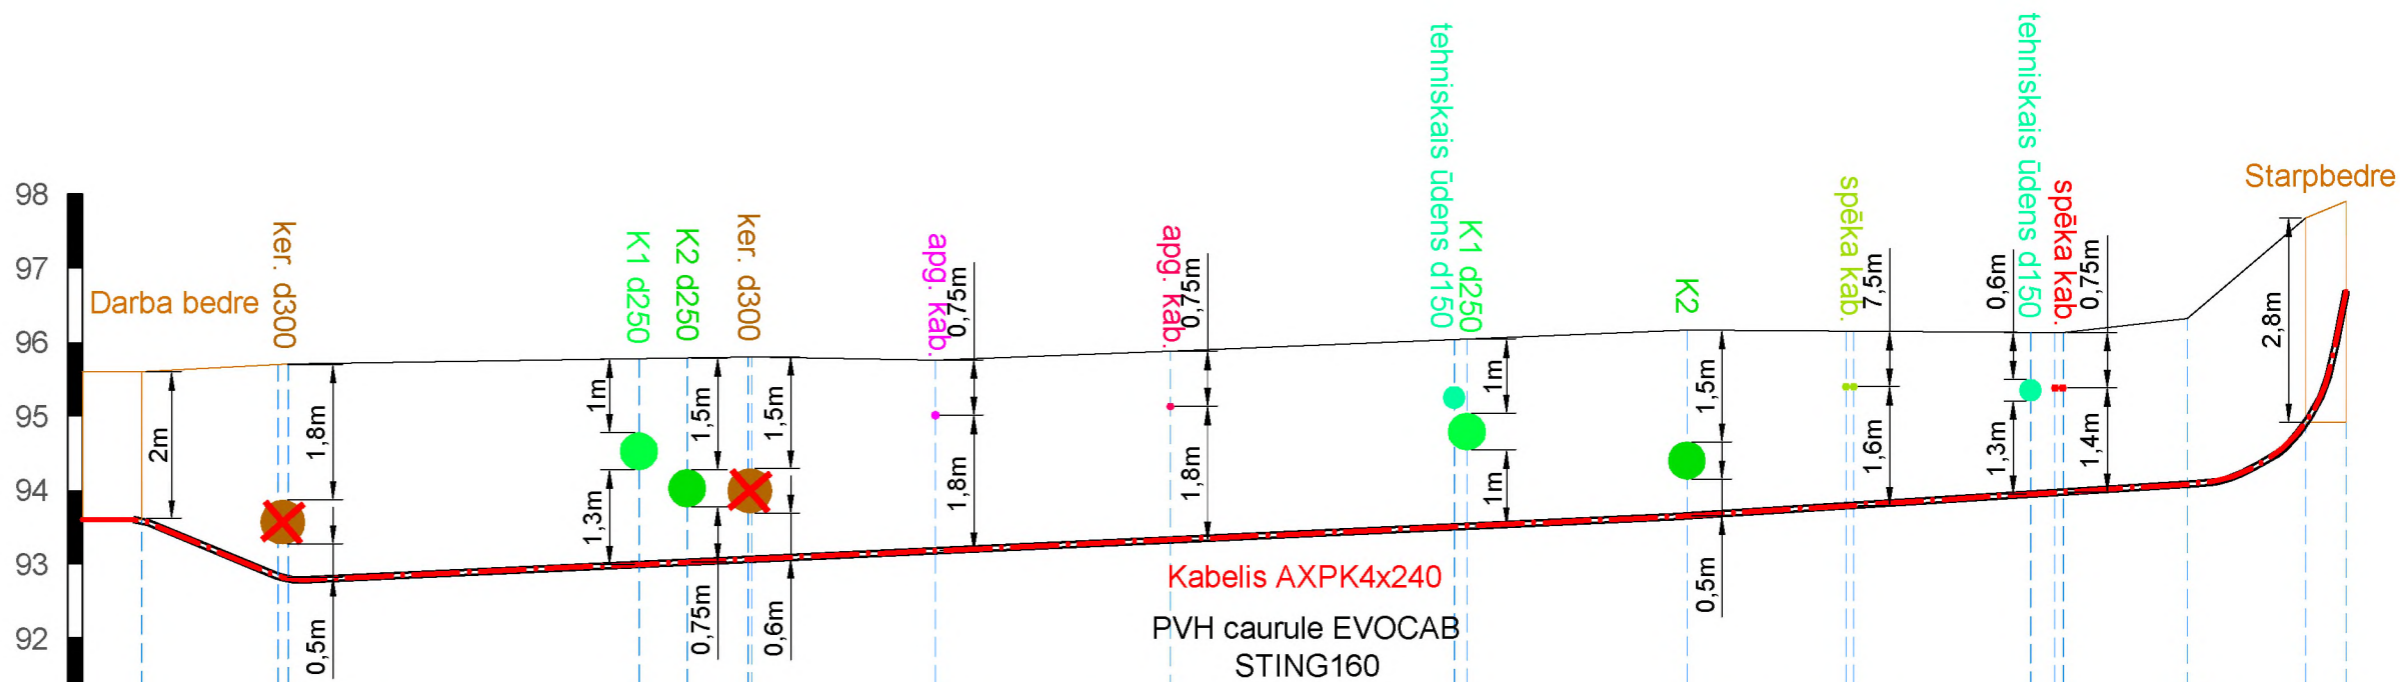 98
97
96
95
94
93
92
Darba bedre
2m
ker. d300
1,8m
0,5m
K1 d250
1m
1,3m
K2 d250
1,5m
0,75m
ker. d300
1,5m
0,6m
apg. kab.
0,75m
1,8m
apg. kab.
0,75m
1,8m
tehniskais ūdens d150
K1 d250
1m
1m
K2
1,5m
0,5m
spēka kab.
7,5m
1,6m
0,6m
tehniskais ūdens d150
1,3m
spēka kab.
0,75m
1,4m
Starpbedre
2,8m
Kabelis AXPK4x240
PVH caurule EVOCAB
STING160